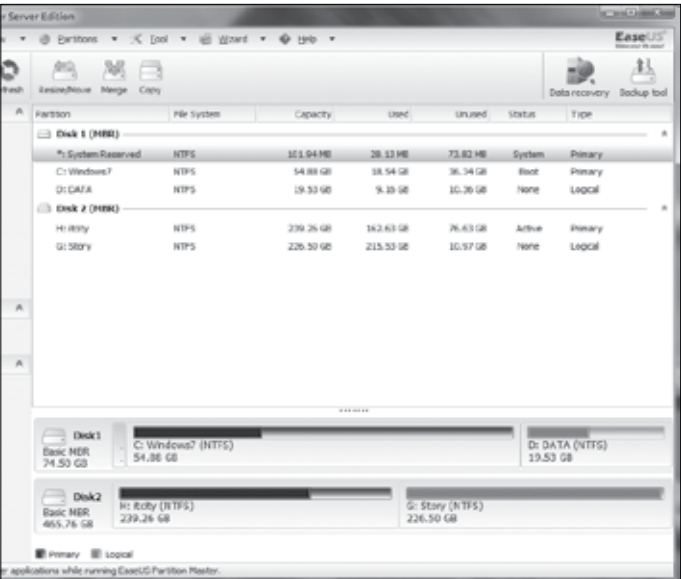 r Server Edition
Partitions Tool Wizard Help
EaseUS
fresh Resize/Move Merge Copy Data recovery Backup tool
Partition File System Capacity Used Unused Status Type
Disk 1 (MBR)
*: System Reserved NTFS 101.94 MB 28.13 MB 73.82 MB System Primary
C: Windows7 NTFS 54.88 GB 18.54 GB 36.34 GB Boot Primary
D: DATA NTFS 19.53 GB 9.16 GB 10.36 GB None Logical
Disk 2 (MBR)
H: itcity NTFS 239.26 GB 162.63 GB 76.63 GB Active Primary
G: Story NTFS 226.50 GB 215.53 GB 10.97 GB None Logical
Disk1
Basic MBR
74.50 GB
C: Windows7 (NTFS)
54.88 GB
D: DATA (NTFS)
19.53 GB
Disk2
Basic MBR
465.76 GB
H: itcity (NTFS)
239.26 GB
G: Story (NTFS)
226.50 GB
Primary Logical
er applications while running EaseUS Partition Master.